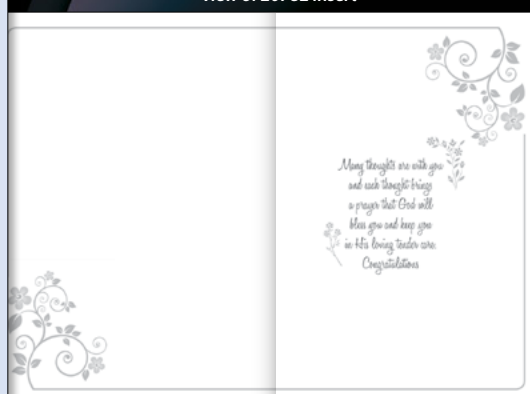 Many thoughts are with you
and each thought brings
a prayer that God will
bless you and keep you
in His loving tender care.
Congratulations